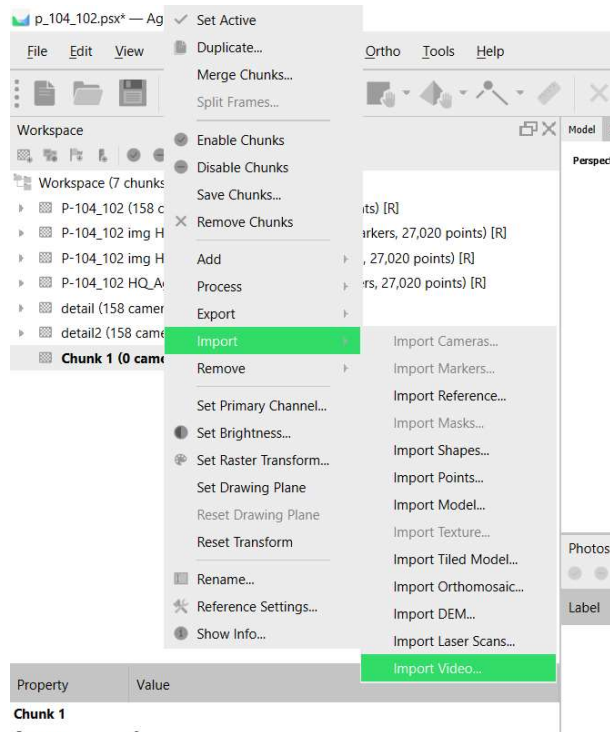 p_104_102.psx* — Ag
File Edit View Ortho Tools Help
Workspace
Workspace (7 chunks
P-104_102 (158 c ts) [R]
P-104_102 img H arkers, 27,020 points) [R]
P-104_102 img H , 27,020 points) [R]
P-104_102 HQ_A rs, 27,020 points) [R]
detail (158 camer
detail2 (158 came
Chunk 1 (0 came
Set Active
Duplicate...
Merge Chunks...
Split Frames...
Enable Chunks
Disable Chunks
Save Chunks...
Remove Chunks
Add
Process
Export
Import
Remove
Set Primary Channel...
Set Brightness...
Set Raster Transform...
Set Drawing Plane
Reset Drawing Plane
Reset Transform
Rename...
Reference Settings...
Show Info...
Import Cameras...
Import Markers...
Import Reference...
Import Masks...
Import Shapes...
Import Points...
Import Model...
Import Texture...
Import Tiled Model...
Import Orthomosaic...
Import DEM...
Import Laser Scans...
Import Video...
Model
Perspec
Photos
Label
Property Value
Chunk 1